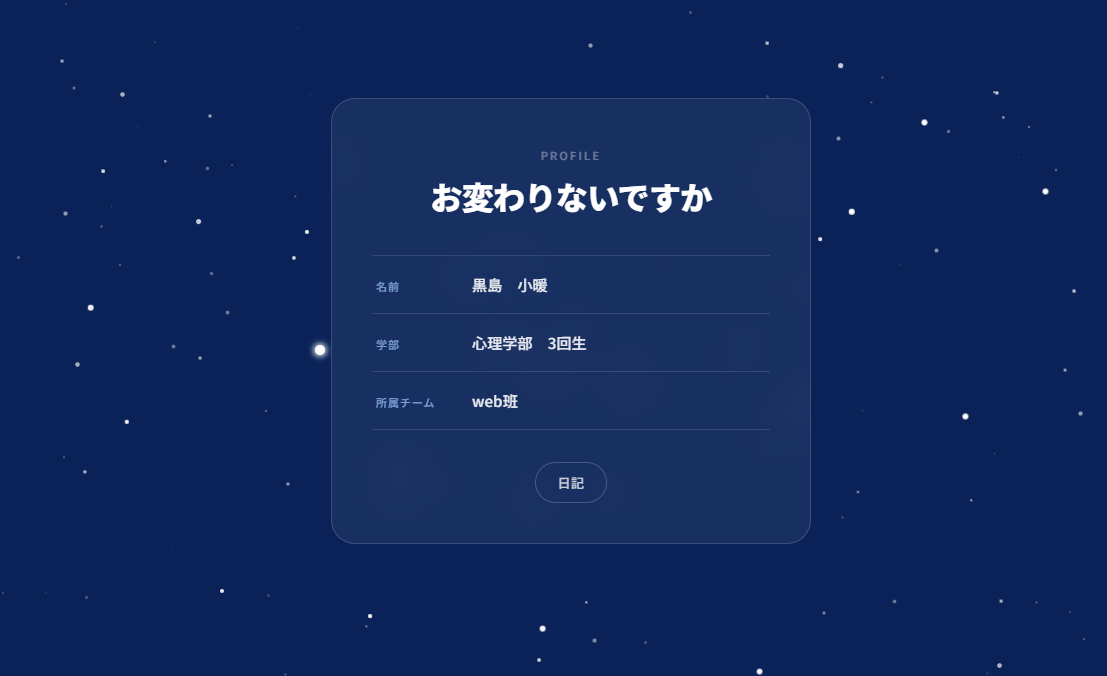 PROFILE
お変わりないですか
名前 黒島　小暖
学部 心理学部　3回生
所属チーム web班
日記